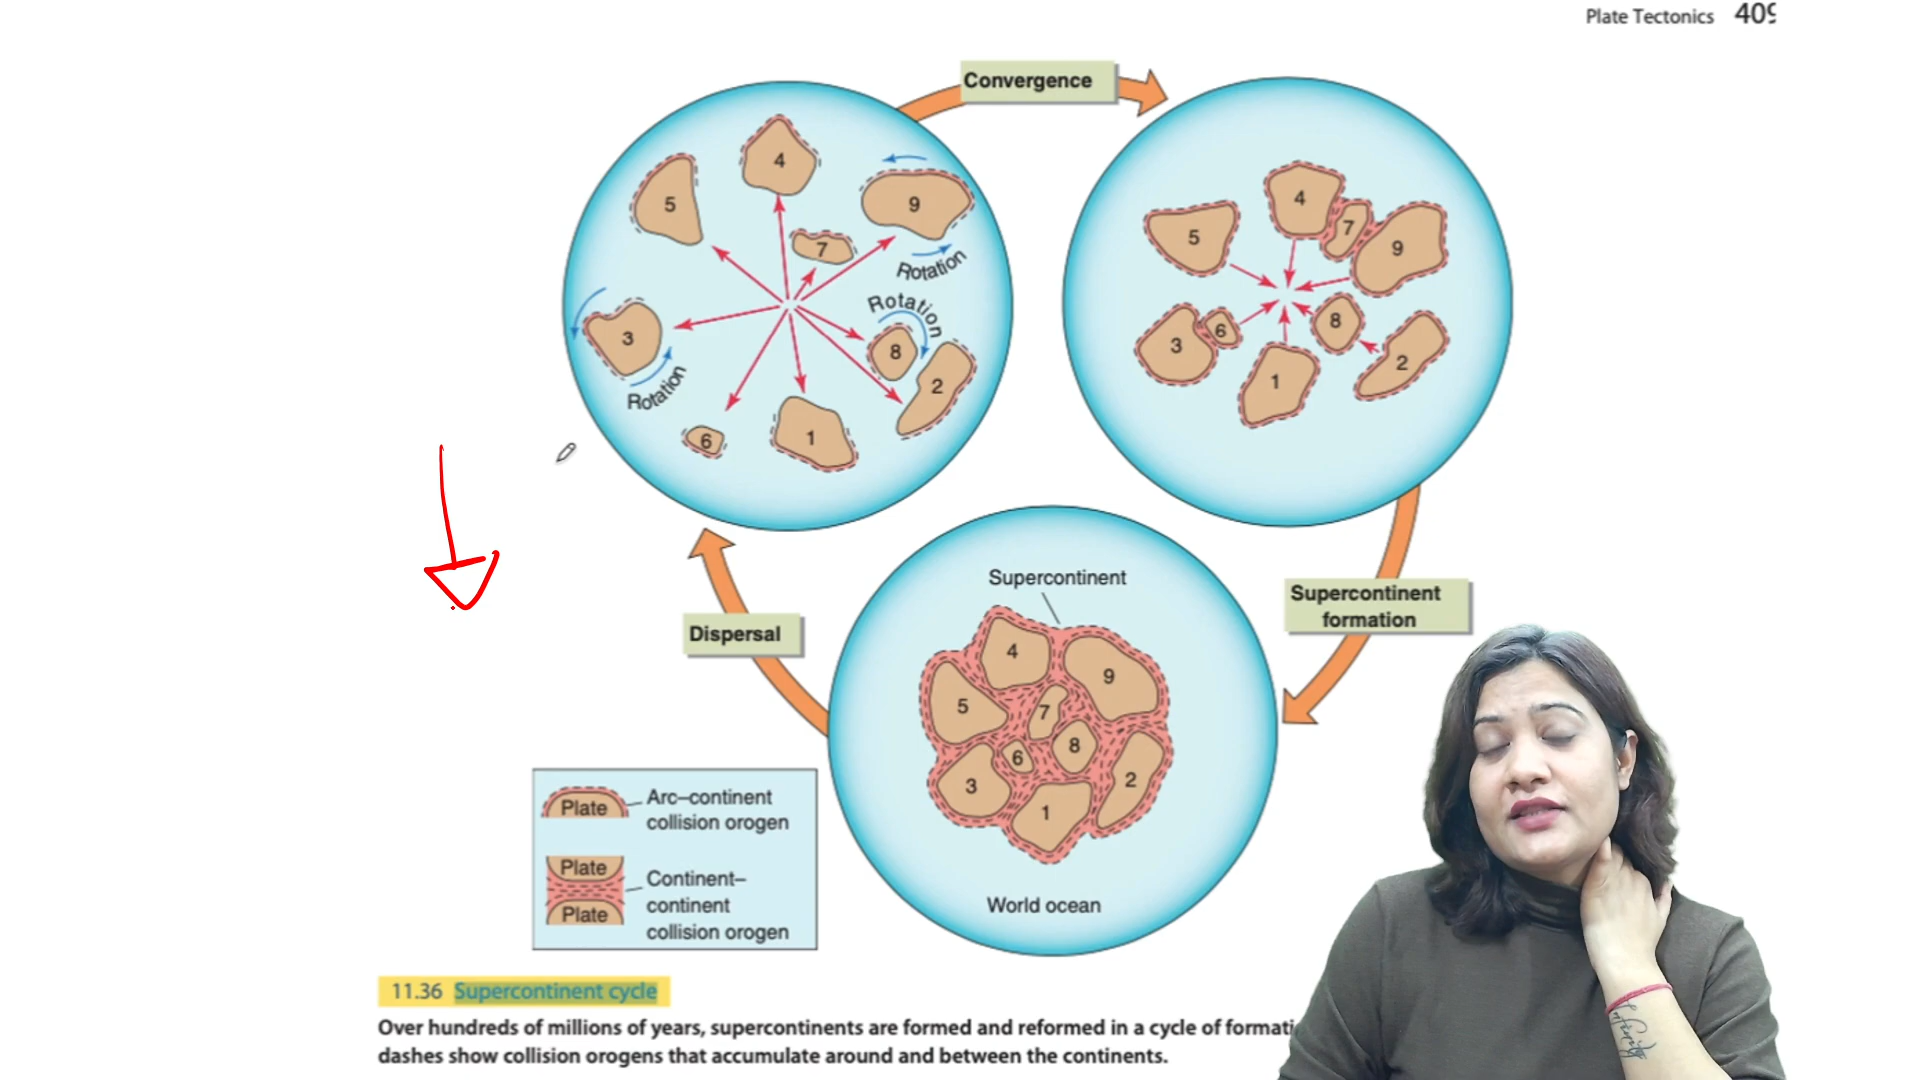 Plate Tectonics 409
Convergence
4
5
9
7
Rotation
Rotation
3
8
2
Rotation
6
1
4
5
7
9
3
6
8
1
2
Supercontinent
formation
Dispersal
Supercontinent
4
9
5
7
6
8
3
2
1
World ocean
Plate
Arc–continent
collision orogen
Plate
Plate
Continent–
continent
collision orogen
11.36 Supercontinent cycle
Over hundreds of millions of years, supercontinents are formed and reformed in a cycle of formati
dashes show collision orogens that accumulate around and between the continents.